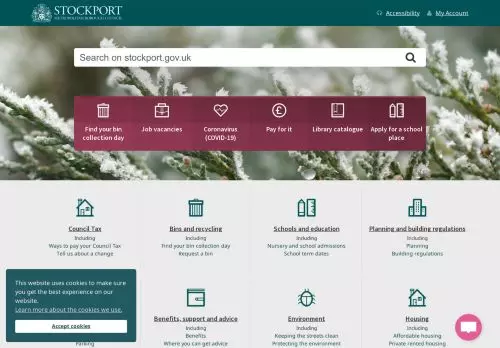 STOCKPORT
METROPOLITAN BOROUGH COUNCIL
Accessibility
My Account
Search on stockport.gov.uk
Find your bin
collection day
Job vacancies
Coronavirus
(COVID-19)
Pay for it
Library catalogue
Apply for a school
place
Council Tax
Including
Ways to pay your Council Tax
Tell us about a change
Bins and recycling
Including
Find your bin collection day
Request a bin
Schools and education
Including
Nursery and school admissions
School term dates
Planning and building regulations
Including
Planning
Building regulations
This website uses cookies to make sure
you get the best experience on our
website.
Learn more about the cookies we use.
Accept cookies
Parking
Benefits, support and advice
Including
Benefits
Where you can get advice
Environment
Including
Keeping the streets clean
Protecting the environment
Housing
Including
Affordable housing
Private rented housing